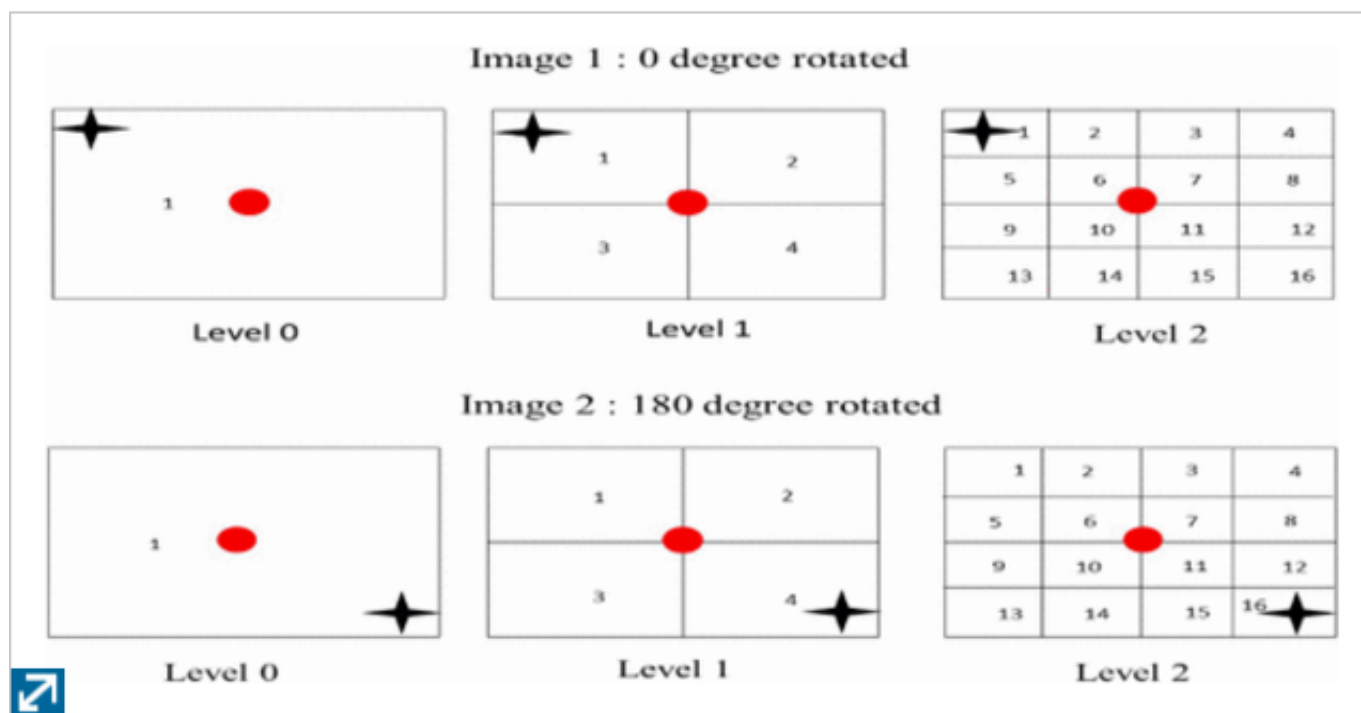 Image 1 : 0 degree rotated
1
1 2
3 4
1 2 3 4
5 6 7 8
9 10 11 12
13 14 15 16
Level 0 Level 1 Level 2
Image 2 : 180 degree rotated
1
1 2
3 4
1 2 3 4
5 6 7 8
9 10 11 12
13 14 15 16
Level 0 Level 1 Level 2